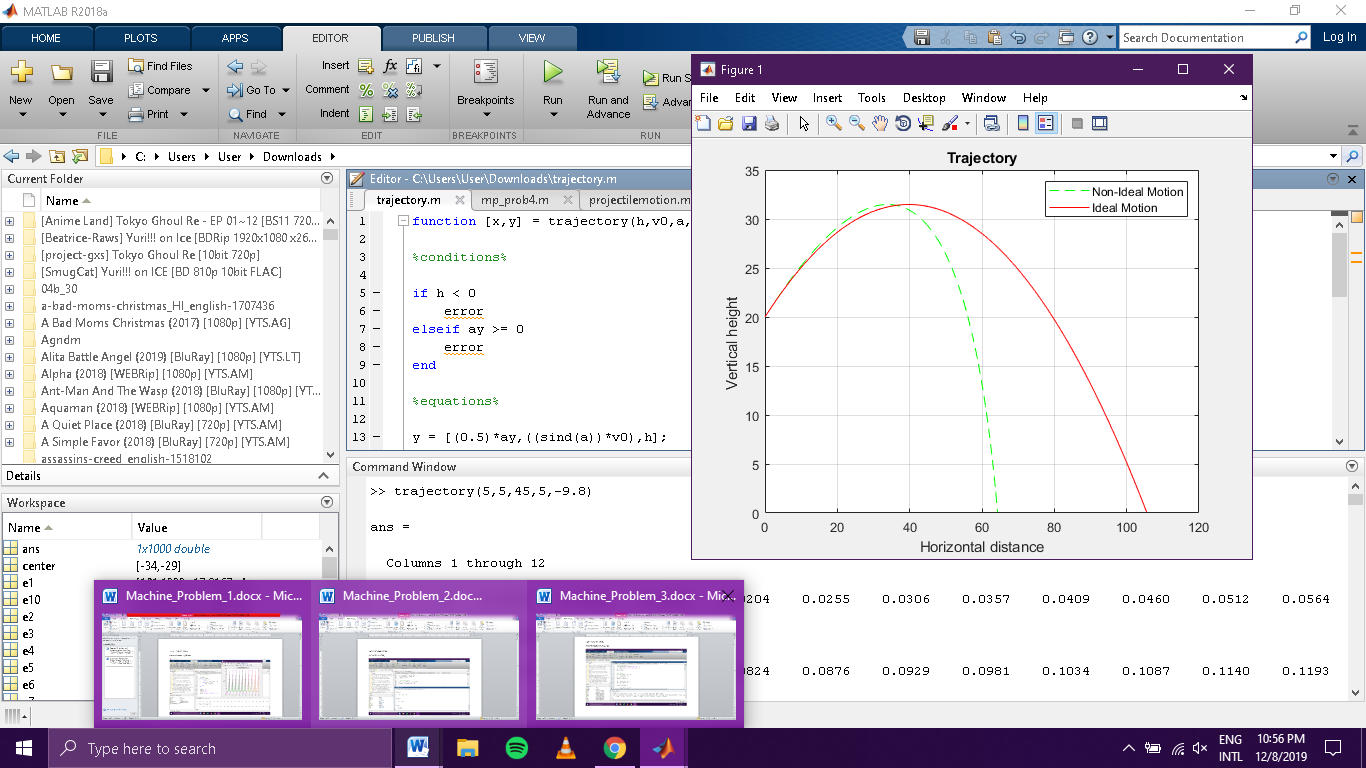 MATLAB R2018a
HOME PLOTS APPS EDITOR PUBLISH VIEW
Search Documentation
Log In
New Open Save
Find Files
Compare
Print
FILE
Go To
Find
NAVIGATE
Insert fx
Comment
Indent
EDIT
Breakpoints
BREAKPOINTS
Run
Run and Advance
RUN
C: Users User Downloads
Current Folder
Name
[Anime Land] Tokyo Ghoul Re - EP 01~12 [BS11 720...
[Beatrice-Raws] Yuri!!! on Ice [BDRip 1920x1080 x26...
[project-gxs] Tokyo Ghoul Re [10bit 720p]
[SmugCat] Yuri!!! on ICE [BD 810p 10bit FLAC]
04b_30
a-bad-moms-christmas_HI_english-1707436
A Bad Moms Christmas (2017) [1080p] [YTS.AG]
Agndm
Alita Battle Angel (2019) [BluRay] [1080p] [YTS.LT]
Alpha (2018) [WEBRip] [1080p] [YTS.AM]
Ant-Man And The Wasp (2018) [BluRay] [1080p] [YT...
Aquaman (2018) [WEBRip] [1080p] [YTS.AM]
A Quiet Place (2018) [BluRay] [720p] [YTS.AM]
A Simple Favor (2018) [BluRay] [720p] [YTS.AM]
assassins-creed_english-1518102
Details
Workspace
Name Value
ans 1x1000 double
center [-34,-29]
e1
e10
e2
e3
e4
e5
e6
Editor - C:\Users\User\Downloads\trajectory.m
trajectory.m mp_prob4.m projectilemotion.m
1 function [x,y] = trajectory(h,v0,a,
2
3 %conditions%
4
5 if h < 0
6 error
7 elseif ay >= 0
8 error
9 end
10
11 %equations%
12
13 y = [(0.5)*ay,((sind(a))*v0),h];
Command Window
>> trajectory(5,5,45,5,-9.8)
ans =
Columns 1 through 12
0204 0.0255 0.0306 0.0357 0.0409 0.0460 0.0512 0.0564
0824 0.0876 0.0929 0.0981 0.1034 0.1087 0.1140 0.1193
Figure 1
File Edit View Insert Tools Desktop Window Help
Trajectory
Non-Ideal Motion
Ideal Motion
Vertical height
35
30
25
20
15
10
5
0
0 20 40 60 80 100 120
Horizontal distance
Machine_Problem_1.docx - Mic...
Machine_Problem_2.doc...
Machine_Problem_3.docx - Mic
Type here to search
ENG
INTL
10:56 PM
12/8/2019